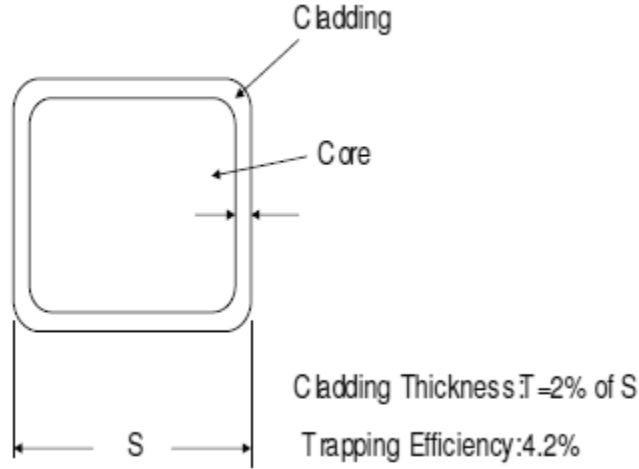 Cladding
Core
Cladding Thickness:T=2% of S
S
Trapping Efficiency:4.2%